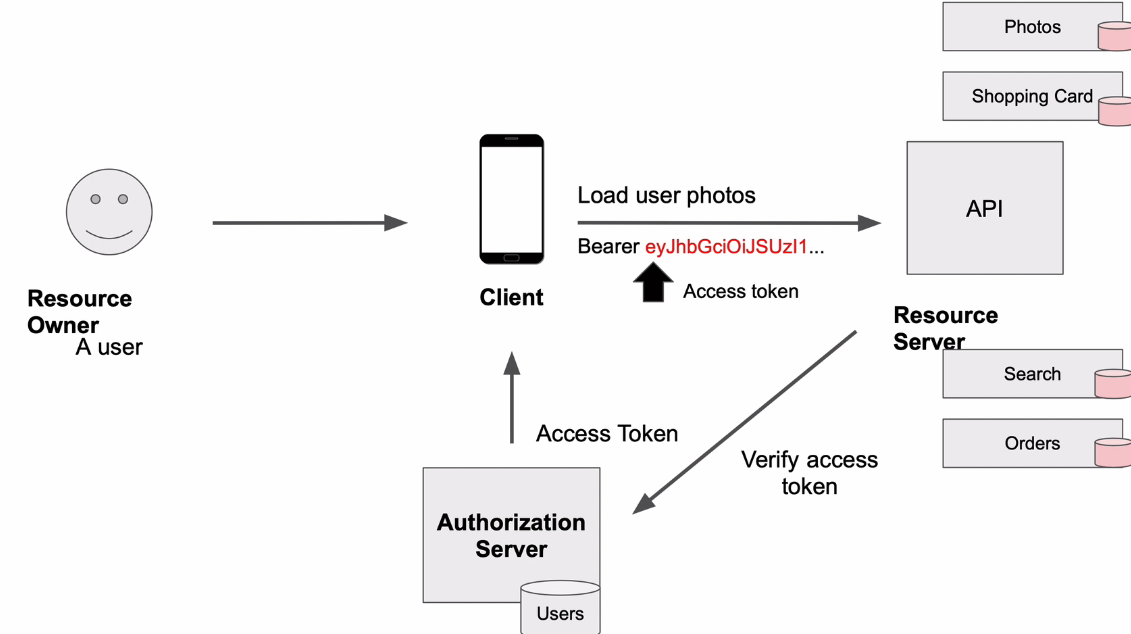 Photos
Shopping Card
API
Load user photos
Bearer eyJhbGciOiJSUzI1...
Access token
Client
Resource
Owner
A user
Resource
Server
Search
Orders
Access Token
Verify access
token
Authorization
Server
Users